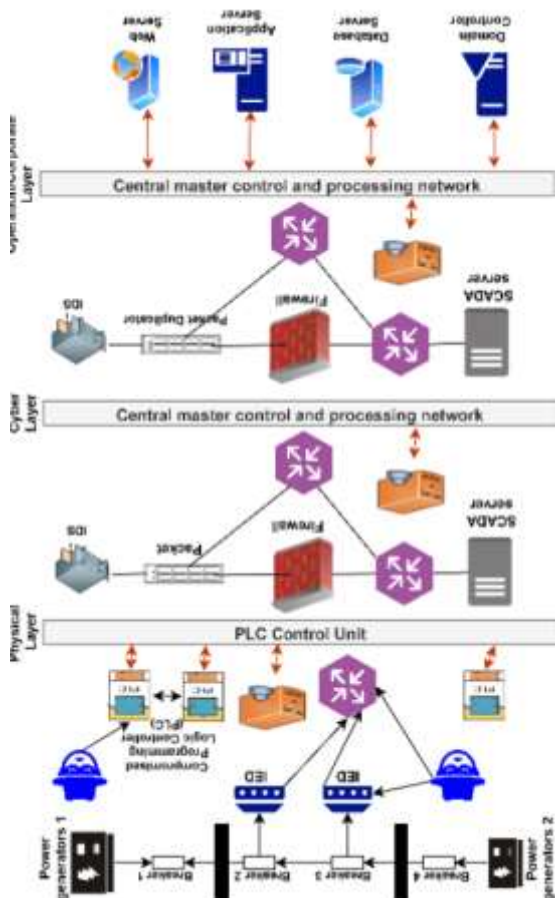 Web
Server
Application
Server
Database
Server
Domain
Controller
Layer
Central master control and processing network
IDS
Packet Duplicator
Firewall
SCADA
server
Cyber
Layer
Central master control and processing network
IDS
Packet
Firewall
SCADA
server
Physical
Layer
PLC Control Unit
PLC
PLC
PLC
Compromised
Programming
Logic Controller
(PLC)
IED
IED
Power
generators 1
Breaker 1
Breaker 2
Breaker 3
Breaker 4
Power
generators 2